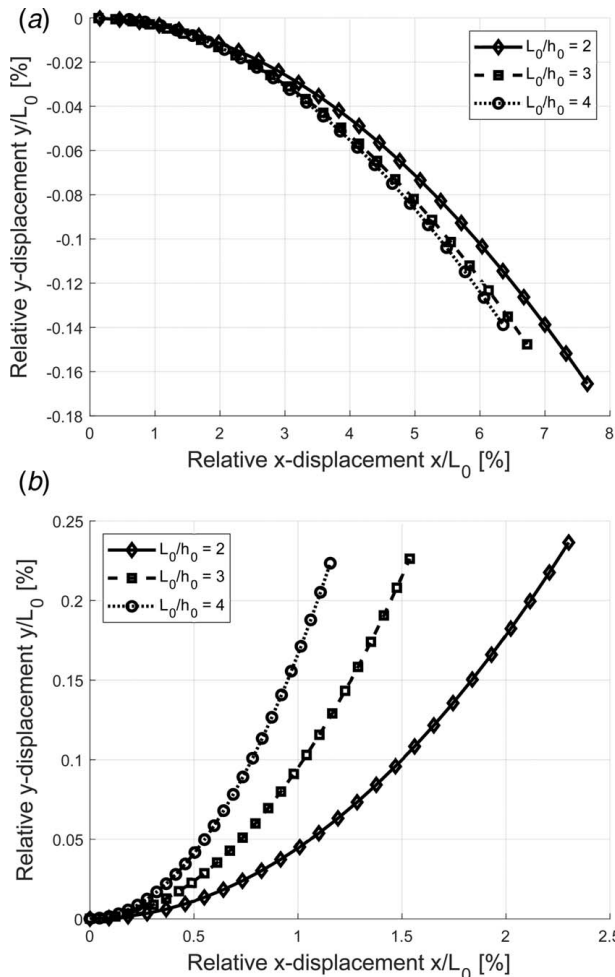 (a)
0
-0.02
-0.04
-0.06
-0.08
-0.1
-0.12
-0.14
-0.16
-0.18
Relative y-displacement y/L₀ [%]
L₀/h₀ = 2
L₀/h₀ = 3
L₀/h₀ = 4
0 1 2 3 4 5 6 7 8
Relative x-displacement x/L₀ [%]
(b)
0.25
0.2
0.15
0.1
0.05
0
Relative y-displacement y/L₀ [%]
L₀/h₀ = 2
L₀/h₀ = 3
L₀/h₀ = 4
0 0.5 1 1.5 2 2.5
Relative x-displacement x/L₀ [%]